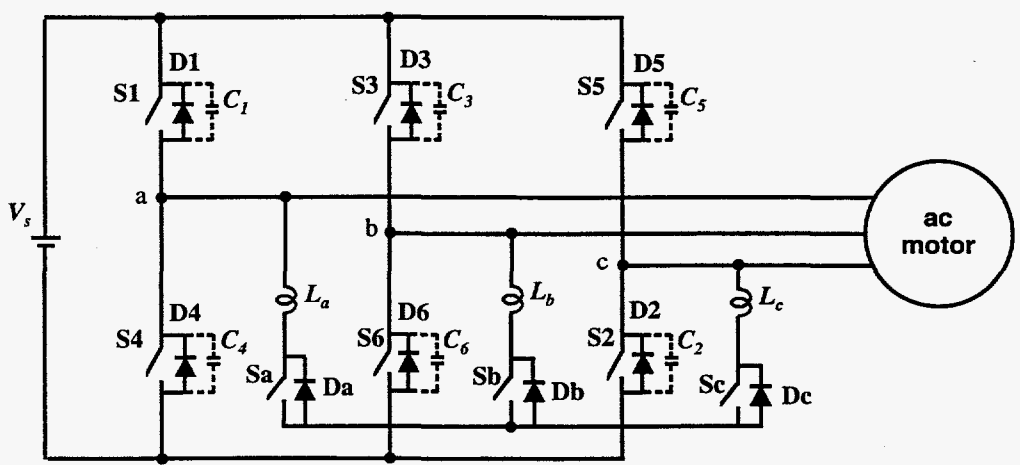 D1
S1
C1
D3
S3
C3
D5
S5
C5
a
Vs
b
c
ac
motor
La
Lb
Lc
D4
S4
C4
D6
S6
C6
D2
S2
C2
Sa
Da
Sb
Db
Sc
Dc